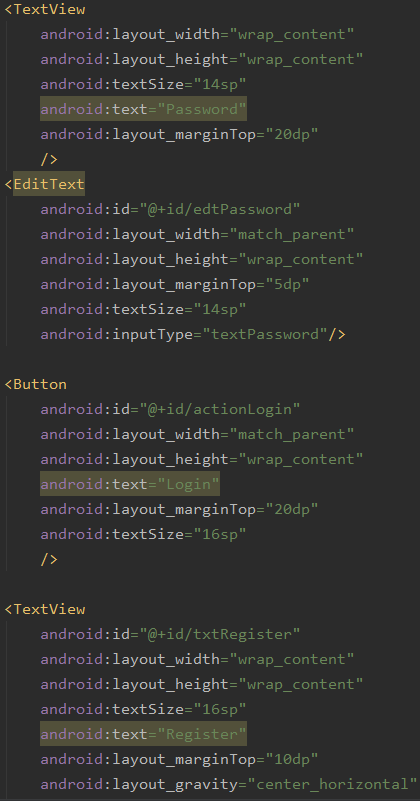 <TextView
android:layout_width="wrap_content"
android:layout_height="wrap_content"
android:textSize="14sp"
android:text="Password"
android:layout_marginTop="20dp"
/>
<EditText
android:id="@+id/edtPassword"
android:layout_width="match_parent"
android:layout_height="wrap_content"
android:layout_marginTop="5dp"
android:textSize="14sp"
android:inputType="textPassword"/>
<Button
android:id="@+id/actionLogin"
android:layout_width="match_parent"
android:layout_height="wrap_content"
android:text="Login"
android:layout_marginTop="20dp"
android:textSize="16sp"
/>
<TextView
android:id="@+id/txtRegister"
android:layout_width="wrap_content"
android:layout_height="wrap_content"
android:textSize="16sp"
android:text="Register"
android:layout_marginTop="10dp"
android:layout_gravity="center_horizontal"